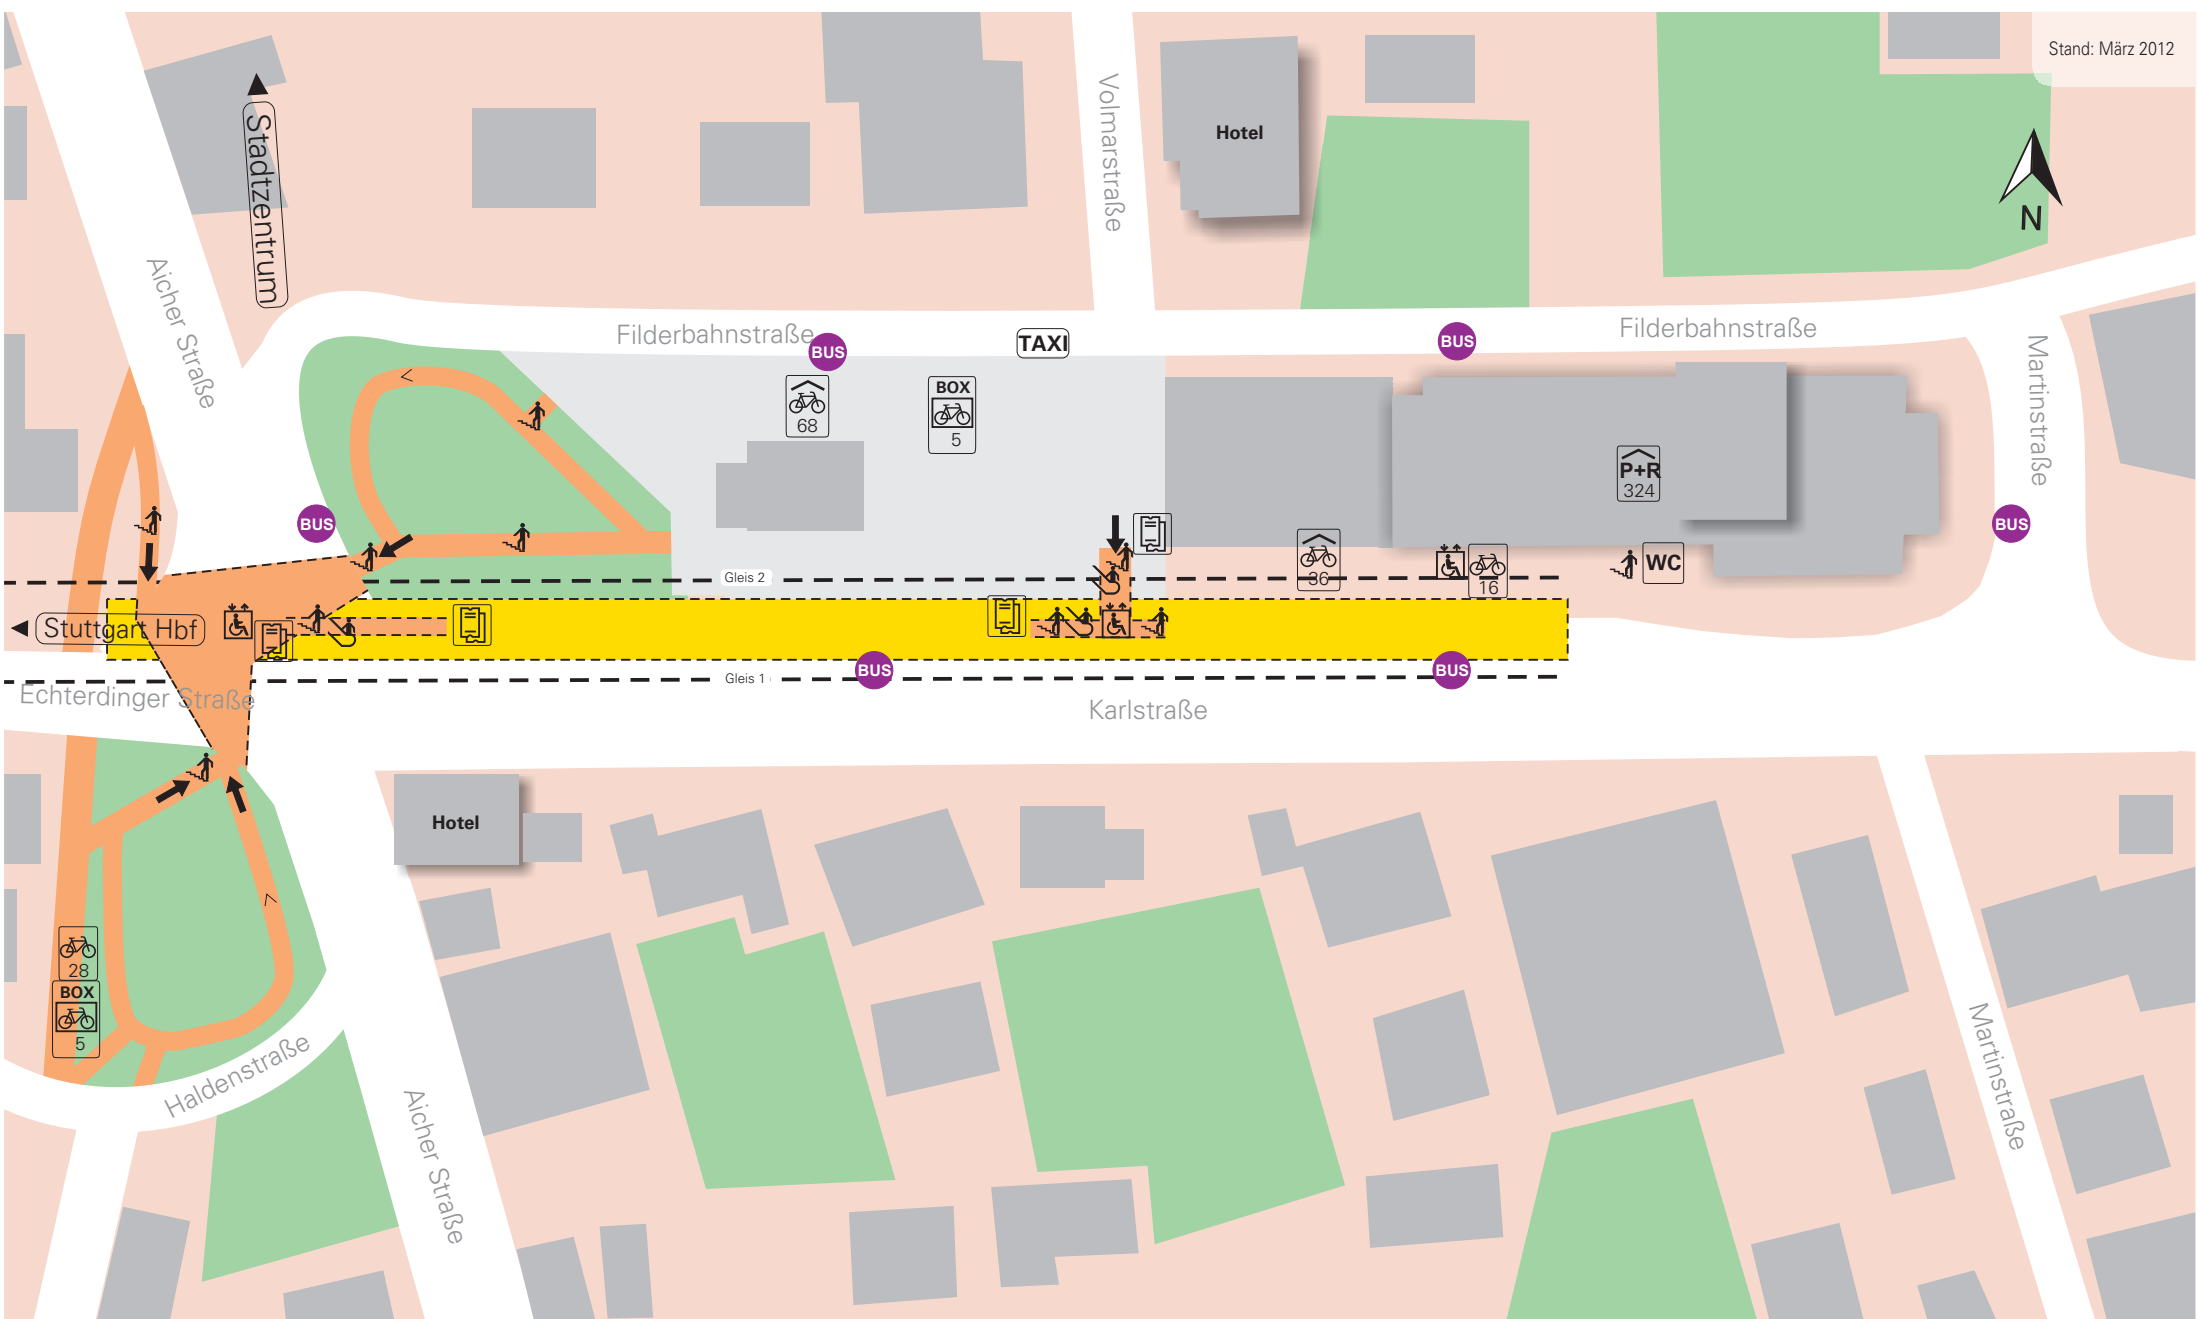 Stand: März 2012
Stadtzentrum
Volmarstraße
Hotel
N
Aicher Straße
Filderbahnstraße
BUS
TAXI
BUS
Filderbahnstraße
Martinstraße
68
BOX
5
P+R
324
BUS
BUS
WC
36
16
Gleis 2
Stuttgart Hbf
Gleis 1
BUS
BUS
Echterdinger Straße
Karlstraße
Hotel
28
BOX
5
Haldenstraße
Aicher Straße
Martinstraße